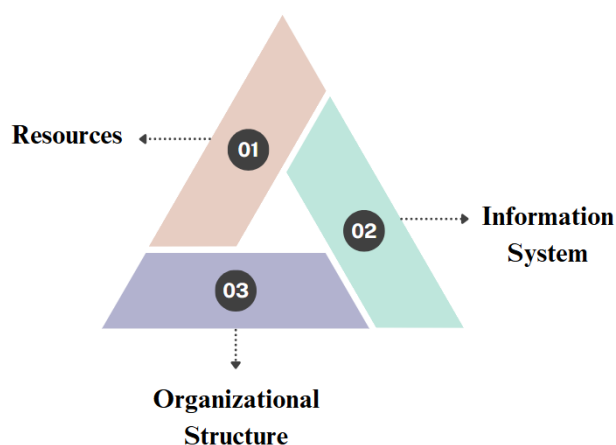 01
Resources
02
Information
System
03
Organizational
Structure